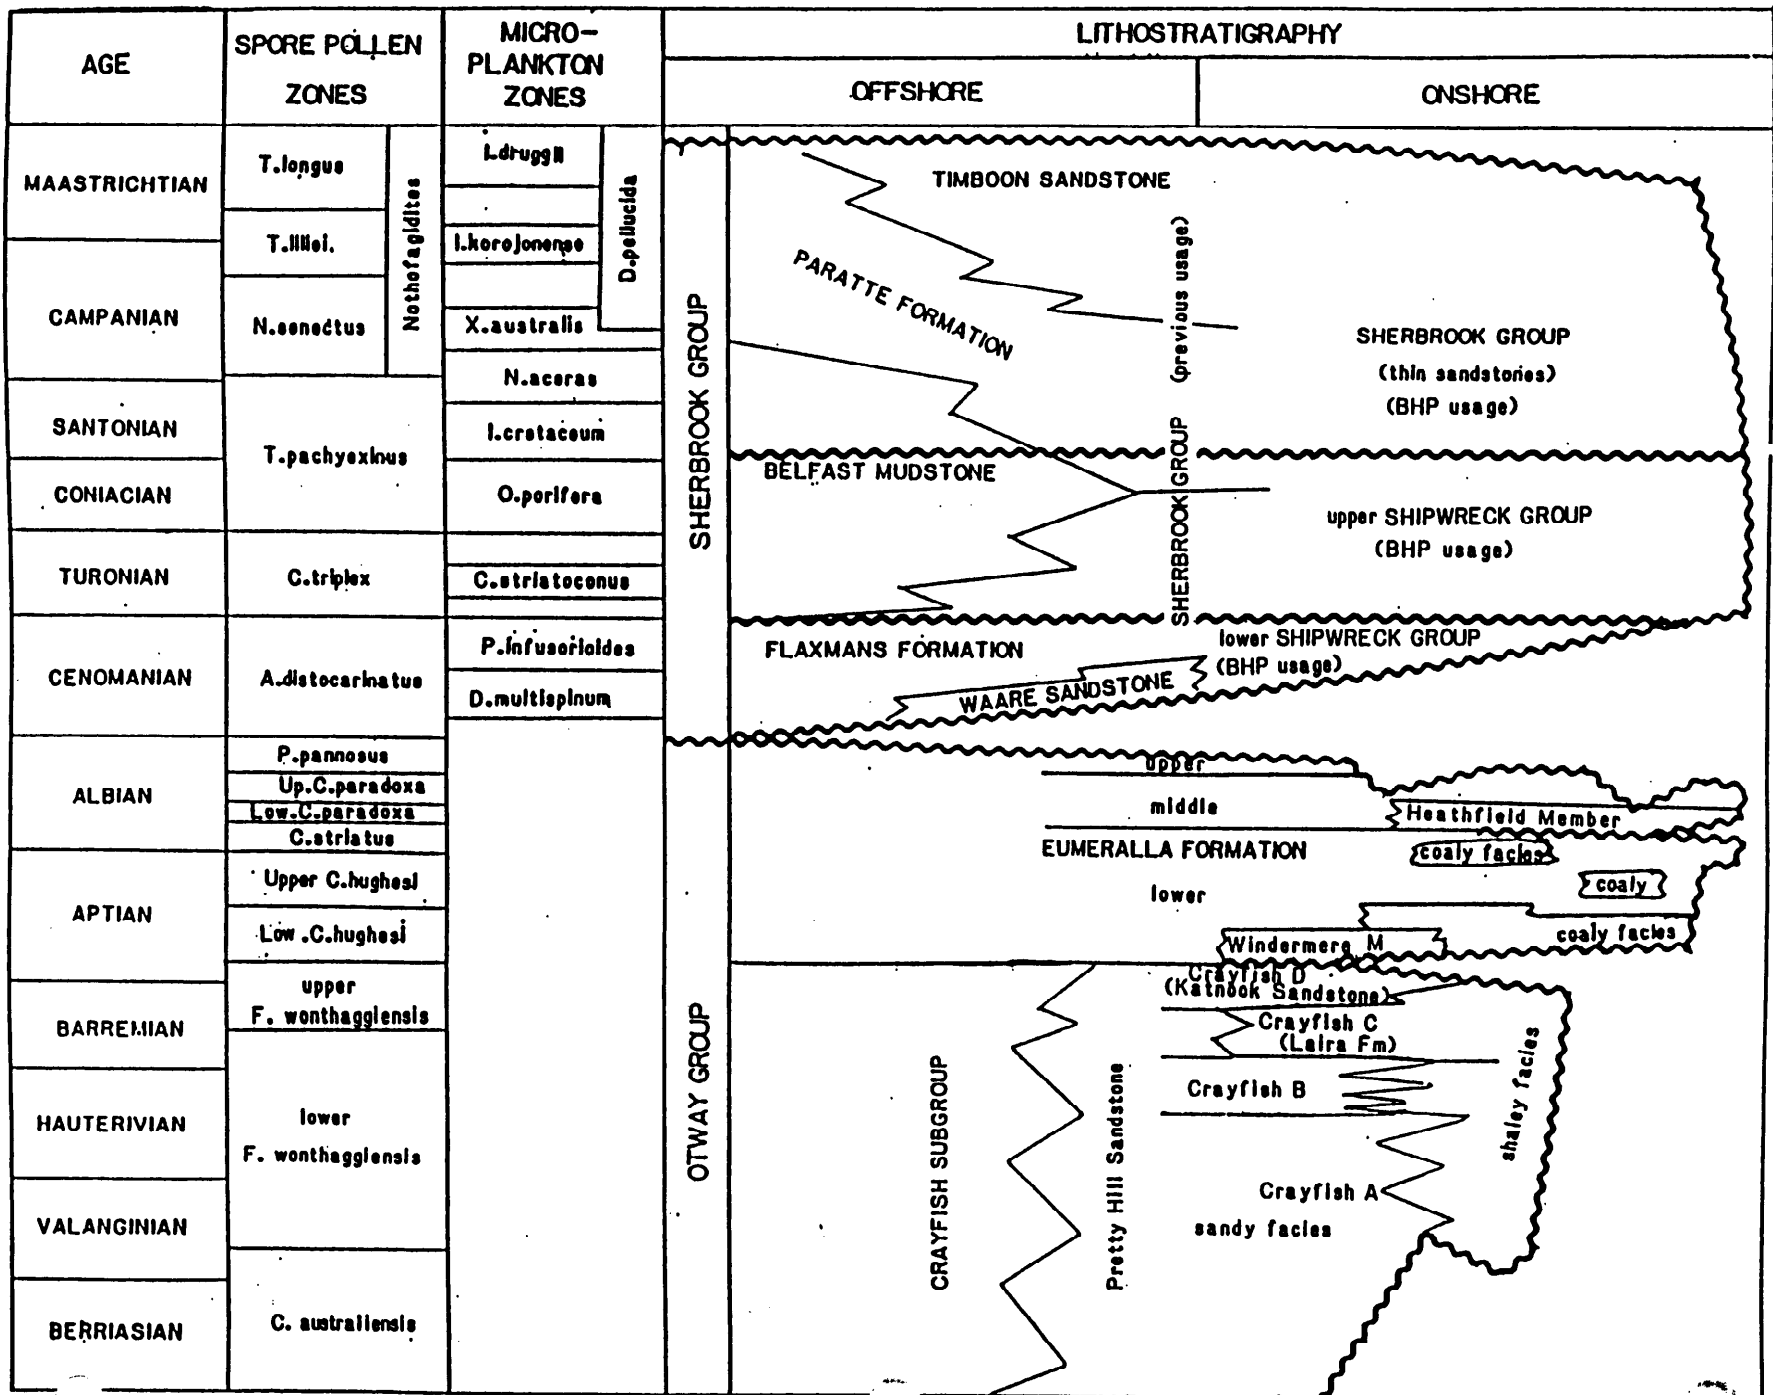 AGE
SPORE POLLEN
ZONES
MICRO-
PLANKTON
ZONES
LITHOSTRATIGRAPHY
OFFSHORE
ONSHORE
MAASTRICHTIAN
CAMPANIAN
SANTONIAN
CONIACIAN
TURONIAN
CENOMANIAN
ALBIAN
APTIAN
BARREMIAN
HAUTERIVIAN
VALANGINIAN
BERRIASIAN
T.longus
T.lillei.
N.senectus
Nothofagidites
T.pachyexinus
C.triplex
A.distocarinatus
P.pannosus
Up.C.paradoxa
Low.C.paradoxa
C.striatus
Upper C.hughesi
Low .C.hughesi
upper
F. wonthaggiensis
lower
F. wonthaggiensis
C. australiensis
I.druggii
I.korojonense
X.australis
D.pellucida
N.aceras
I.cretaceum
O.porifera
C.striatoconus
P.infusorioides
D.multispinum
SHERBROOK GROUP
OTWAY GROUP
TIMBOON SANDSTONE
PARATTE FORMATION
SHERBROOK GROUP (previous usage)
SHERBROOK GROUP
(thin sandstones)
(BHP usage)
BELFAST MUDSTONE
upper SHIPWRECK GROUP
(BHP usage)
FLAXMANS FORMATION
lower SHIPWRECK GROUP
(BHP usage)
WAARE SANDSTONE
upper
middle
Heathfield Member
EUMERALLA FORMATION
coaly facies
coaly
lower
Windermere M
coaly facies
Crayfish D
(Katnook Sandstone)
Crayfish C
(Laira Fm)
Crayfish B
CRAYFISH SUBGROUP
Pretty Hill Sandstone
shaley facies
Crayfish A
sandy facies